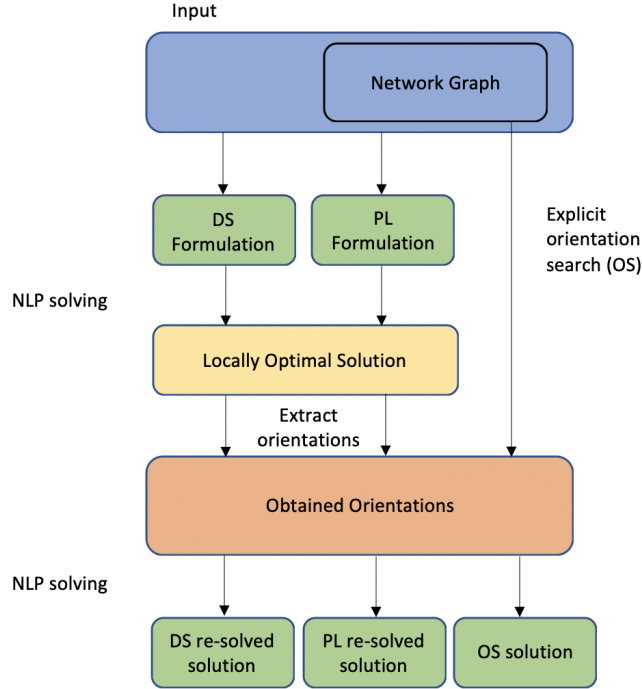 Input
Network Graph
DS
Formulation
PL
Formulation
Explicit
orientation
search (OS)
NLP solving
Locally Optimal Solution
Extract
orientations
Obtained Orientations
NLP solving
DS re-solved
solution
PL re-solved
solution
OS solution